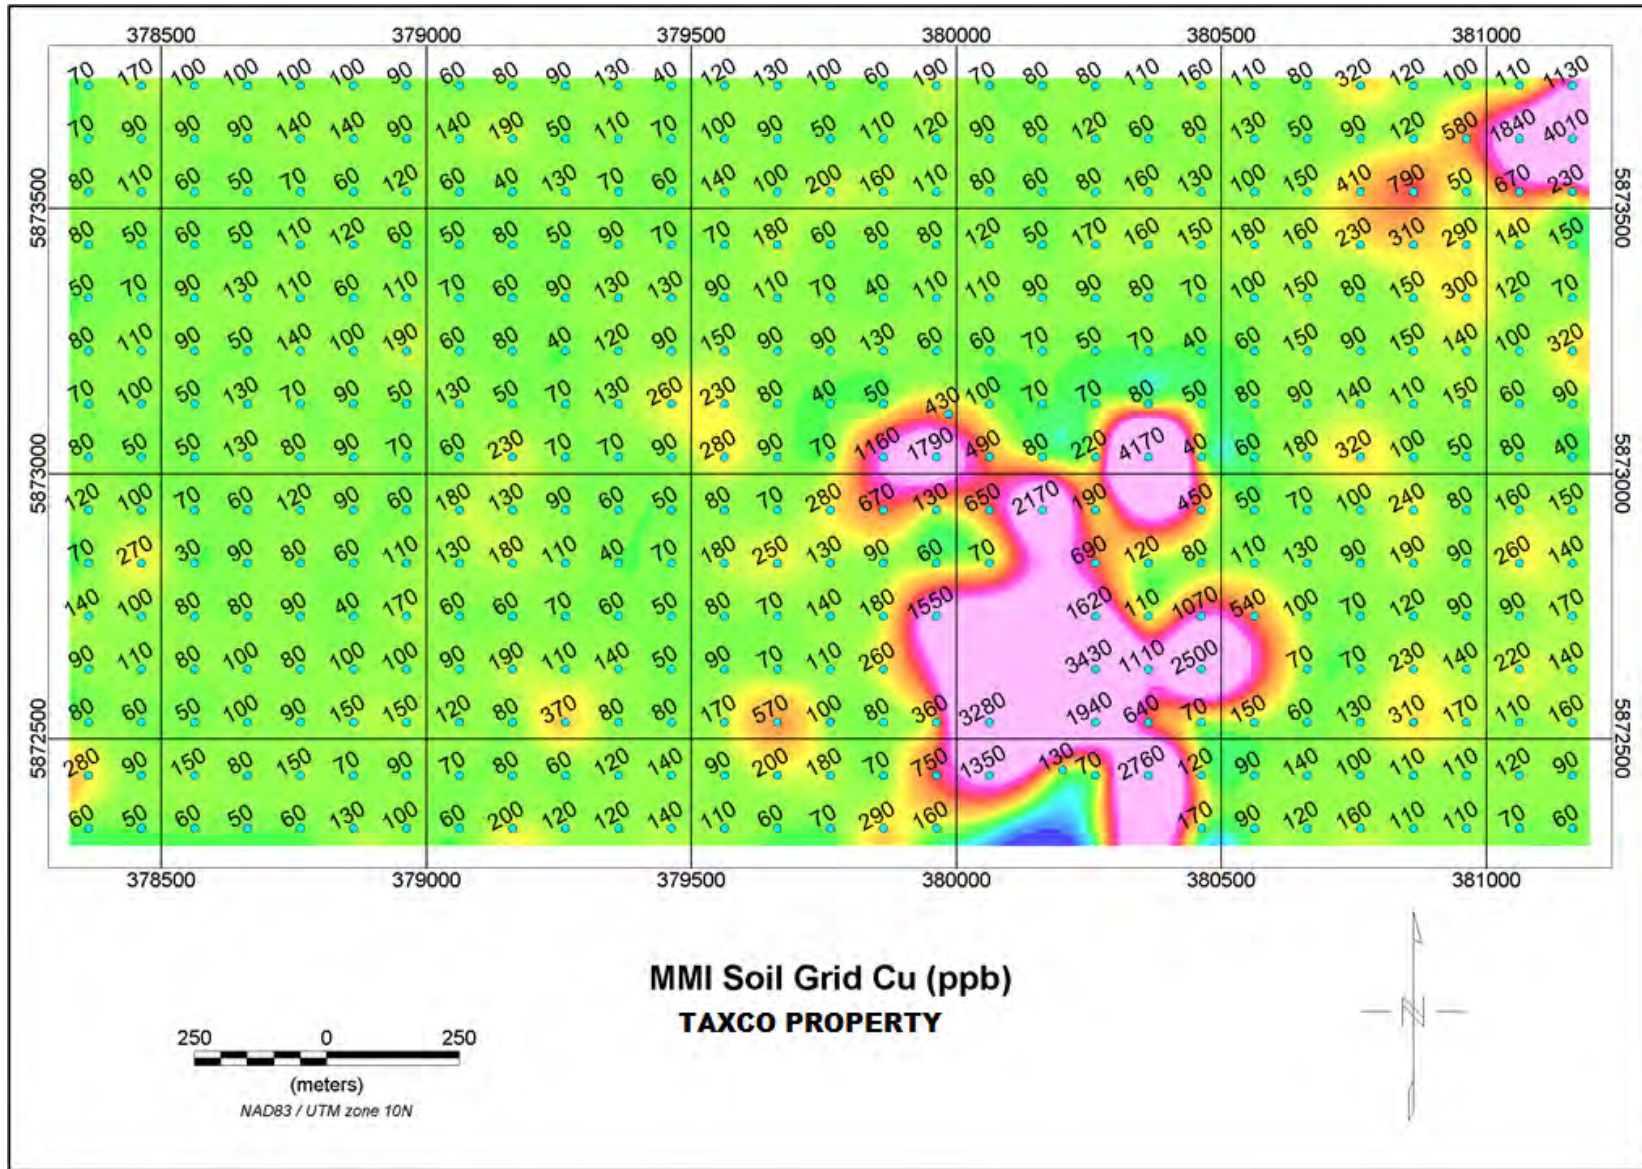 378500 379000 379500 380000 380500 381000
70 170 100 100 100 100 90 60 80 90 130 40 120 130 100 60 190 70 80 80 110 160 110 80 320 120 100 110 1130
70 90 90 90 140 140 90 140 190 50 110 70 100 90 50 110 120 90 80 120 60 80 130 50 90 120 580 1840 4010
80 110 60 50 70 60 120 60 40 130 70 60 140 100 200 160 110 80 60 80 160 130 100 150 410 790 50 670 230
5873500 5873500
80 50 60 50 110 120 60 50 80 50 90 70 70 180 60 80 80 120 50 170 160 150 180 160 230 310 290 140 150
50 70 90 130 110 60 110 70 60 90 130 130 90 110 70 40 110 110 90 90 80 70 100 150 80 150 300 120 70
80 110 90 50 140 100 190 60 80 40 120 90 150 90 90 130 60 60 70 50 70 40 60 150 90 150 140 100 320
70 100 50 130 70 90 50 130 50 70 130 260 230 80 40 50 430 100 70 70 80 50 80 90 140 110 150 60 90
80 50 50 130 80 90 70 60 230 70 70 90 280 90 70 1160 1790 490 80 220 4170 40 60 180 320 100 50 80 40
5873000 5873000
120 100 70 60 120 90 60 180 130 90 60 50 80 70 280 670 130 650 2170 190 450 50 70 100 240 80 160 150
70 270 30 90 80 60 110 130 180 110 40 70 180 250 130 90 60 70 690 120 80 110 130 90 190 90 260 140
140 100 80 80 90 40 170 60 60 70 60 50 80 70 140 180 1550 1620 110 1070 540 100 70 120 90 90 170
90 110 80 100 80 100 100 90 190 110 140 50 90 70 110 260 3430 1110 2500 70 70 230 140 220 140
80 60 50 100 90 150 150 120 80 370 80 80 170 570 100 80 360 3280 1940 640 70 150 60 130 310 170 110 160
5872500 5872500
280 90 150 80 150 70 90 70 80 60 120 140 90 200 180 70 750 1350 130 70 2760 120 90 140 100 110 110 120 90
60 50 60 50 60 130 100 60 200 120 120 140 110 60 70 290 160 170 90 120 160 110 110 70 60
378500 379000 379500 380000 380500 381000
MMI Soil Grid Cu (ppb)
TAXCO PROPERTY
250 0 250
(meters)
NAD83 / UTM zone 10N
N